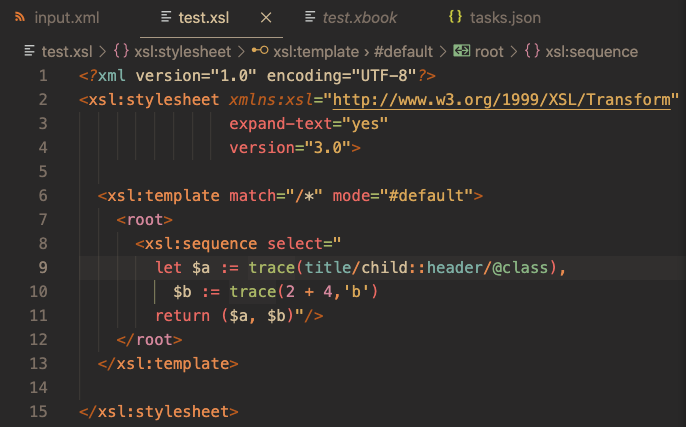 input.xml test.xsl × test.xbook {} tasks.json
test.xsl > {} xsl:stylesheet > xsl:template › #default > root > {} xsl:sequence
1 <?xml version="1.0" encoding="UTF-8"?>
2 <xsl:stylesheet xmlns:xsl="http://www.w3.org/1999/XSL/Transform"
3 expand-text="yes"
4 version="3.0">
5
6 <xsl:template match="/*" mode="#default">
7 <root>
8 <xsl:sequence select="
9 let $a := trace(title/child::header/@class),
10 $b := trace(2 + 4,'b')
11 return ($a, $b)"/>
12 </root>
13 </xsl:template>
14
15 </xsl:stylesheet>